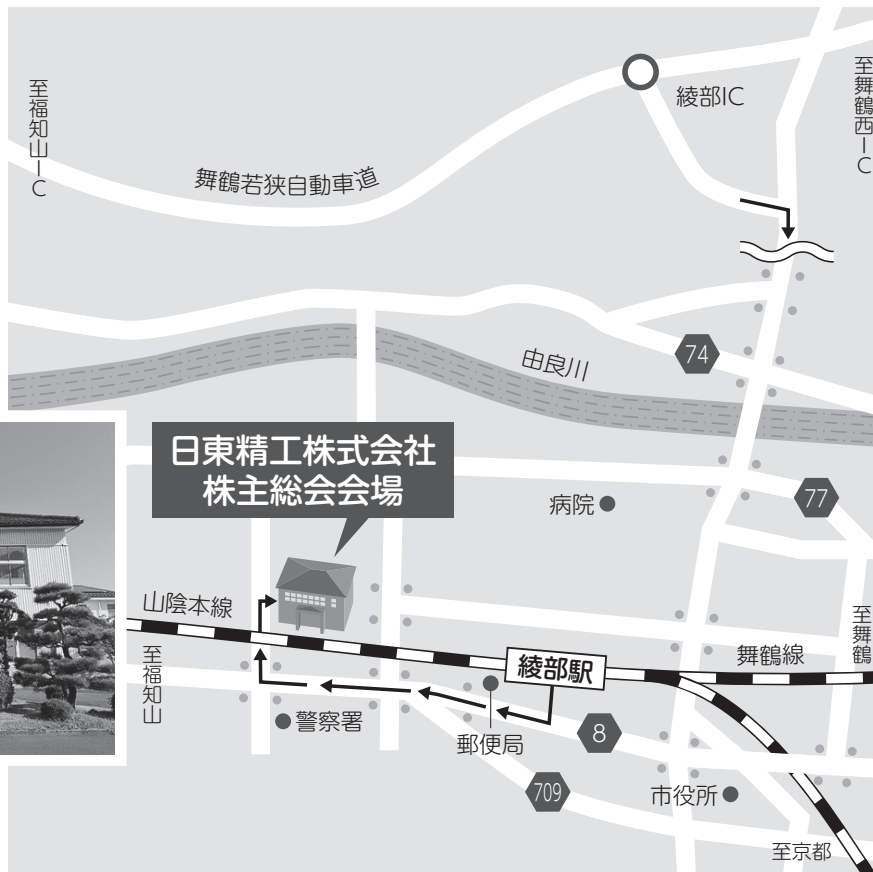 至福知山IC
綾部IC
至舞鶴西IC
舞鶴若狭自動車道
74
由良川
日東精工株式会社
株主総会会場
病院
77
山陰本線
至福知山
綾部駅
舞鶴線
至舞鶴
警察署
郵便局
8
709
市役所
至京都